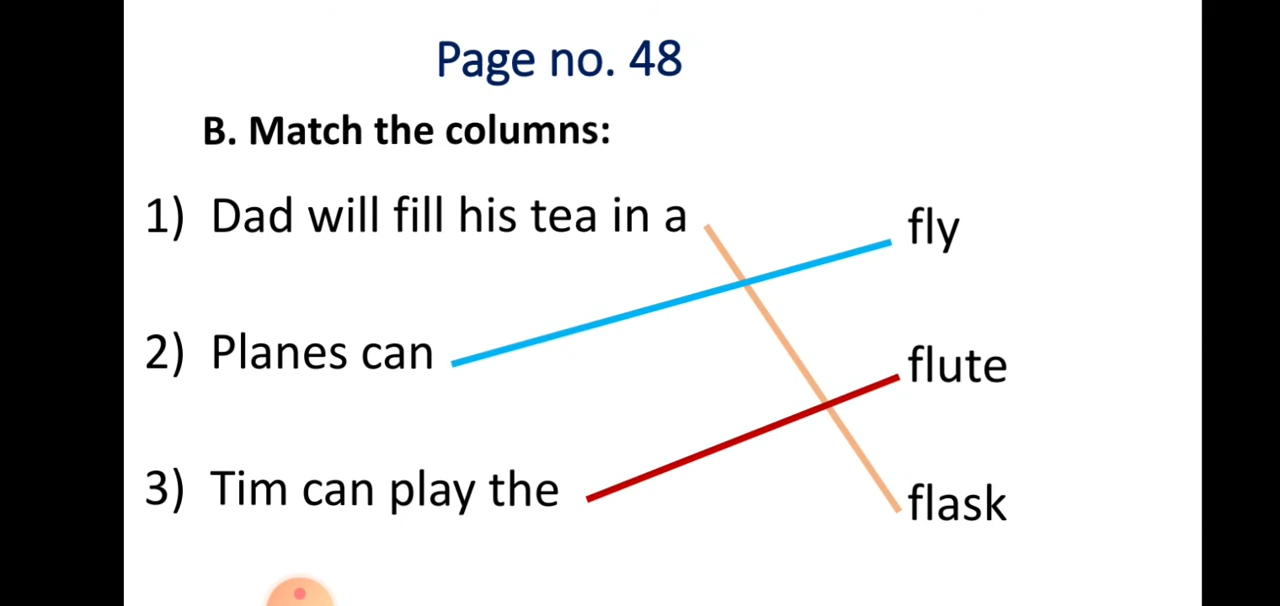 Page no. 48
B. Match the columns:
1) Dad will fill his tea in a
fly
2) Planes can
flute
3) Tim can play the
flask